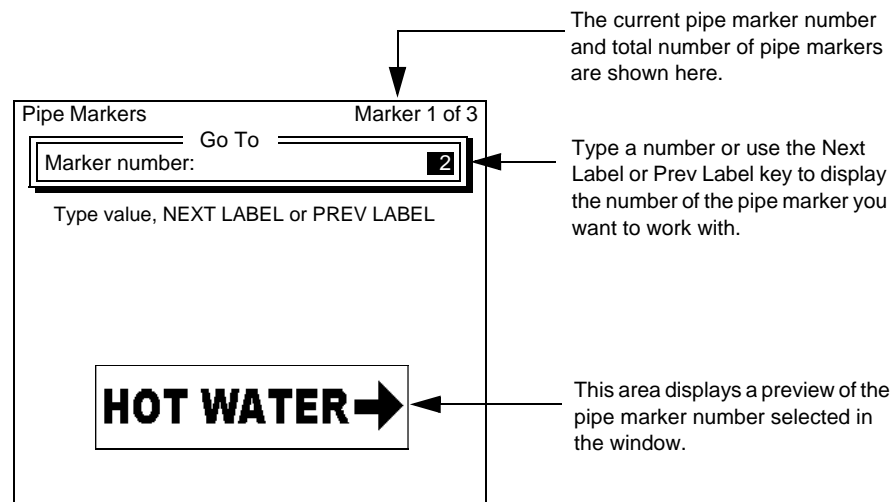 The current pipe marker number
and total number of pipe markers
are shown here.
Pipe Markers
Marker 1 of 3
Go To
Marker number:
2
Type a number or use the Next
Label or Prev Label key to display
the number of the pipe marker you
want to work with.
Type value, NEXT LABEL or PREV LABEL
HOT WATER
This area displays a preview of the
pipe marker number selected in
the window.